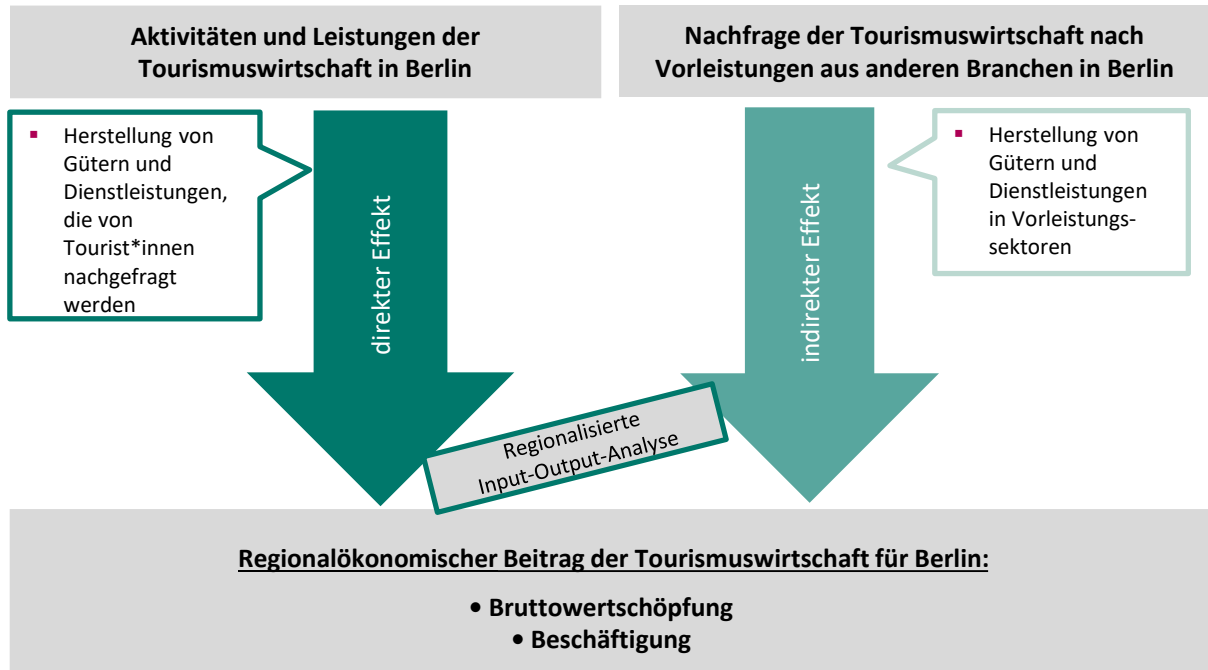 Aktivitäten und Leistungen der
Tourismuswirtschaft in Berlin
Nachfrage der Tourismuswirtschaft nach
Vorleistungen aus anderen Branchen in Berlin
▪ Herstellung von
Gütern und
Dienstleistungen,
die von
Tourist*innen
nachgefragt
werden
direkter Effekt
indirekter Effekt
▪ Herstellung von
Gütern und
Dienstleistungen
in Vorleistungs-
sektoren
Regionalisierte
Input-Output-Analyse
Regionalökonomischer Beitrag der Tourismuswirtschaft für Berlin:
• Bruttowertschöpfung
• Beschäftigung